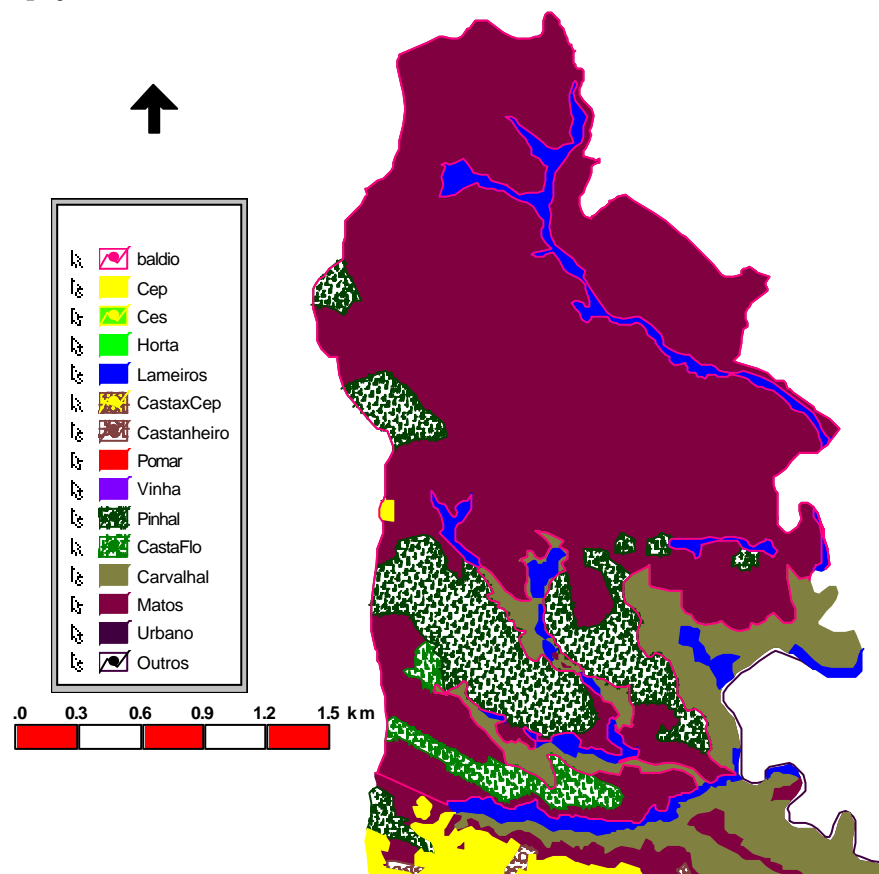 baldio
Cep
Ces
Horta
Lameiros
CastaxCep
Castanheiro
Pomar
Vinha
Pinhal
CastaFlo
Carvalhal
Matos
Urbano
Outros
.0 0.3 0.6 0.9 1.2 1.5 km